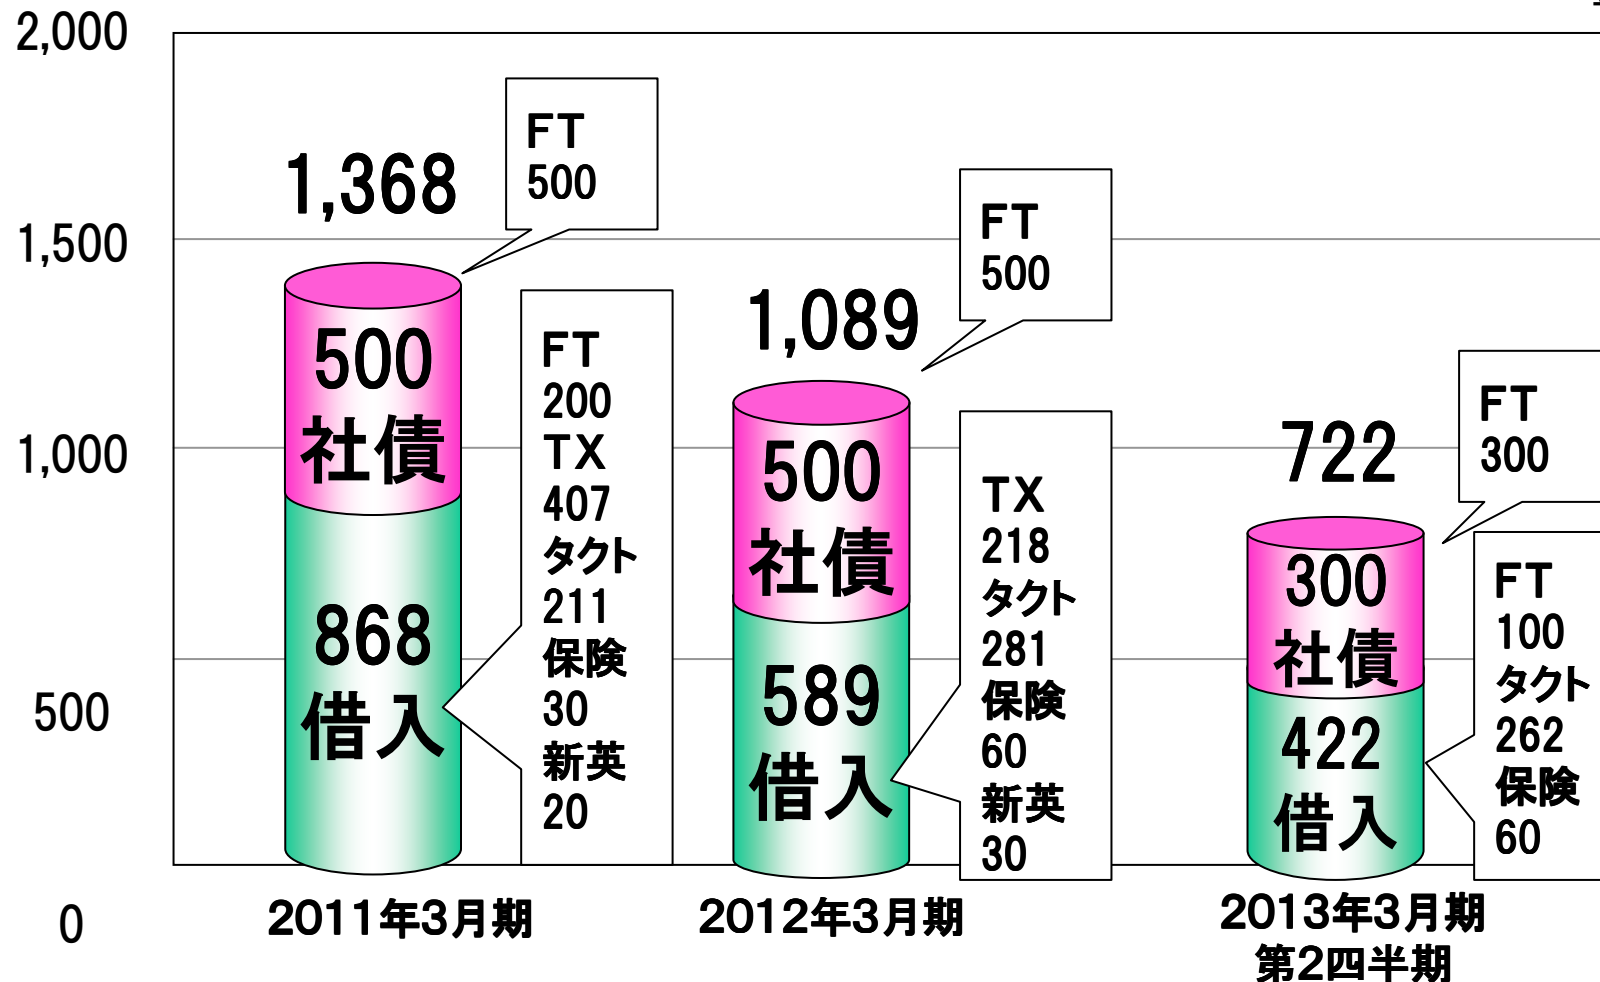 2,000
1,500
1,000
500
0
1,368
FT
500
500
社債
868
借入
FT
200
TX
407
タクト
211
保険
30
新英
20
2011年3月期
1,089
FT
500
500
社債
589
借入
TX
218
タクト
281
保険
60
新英
30
2012年3月期
722
FT
300
300
社債
422
借入
FT
100
タクト
262
保険
60
2013年3月期
第2四半期